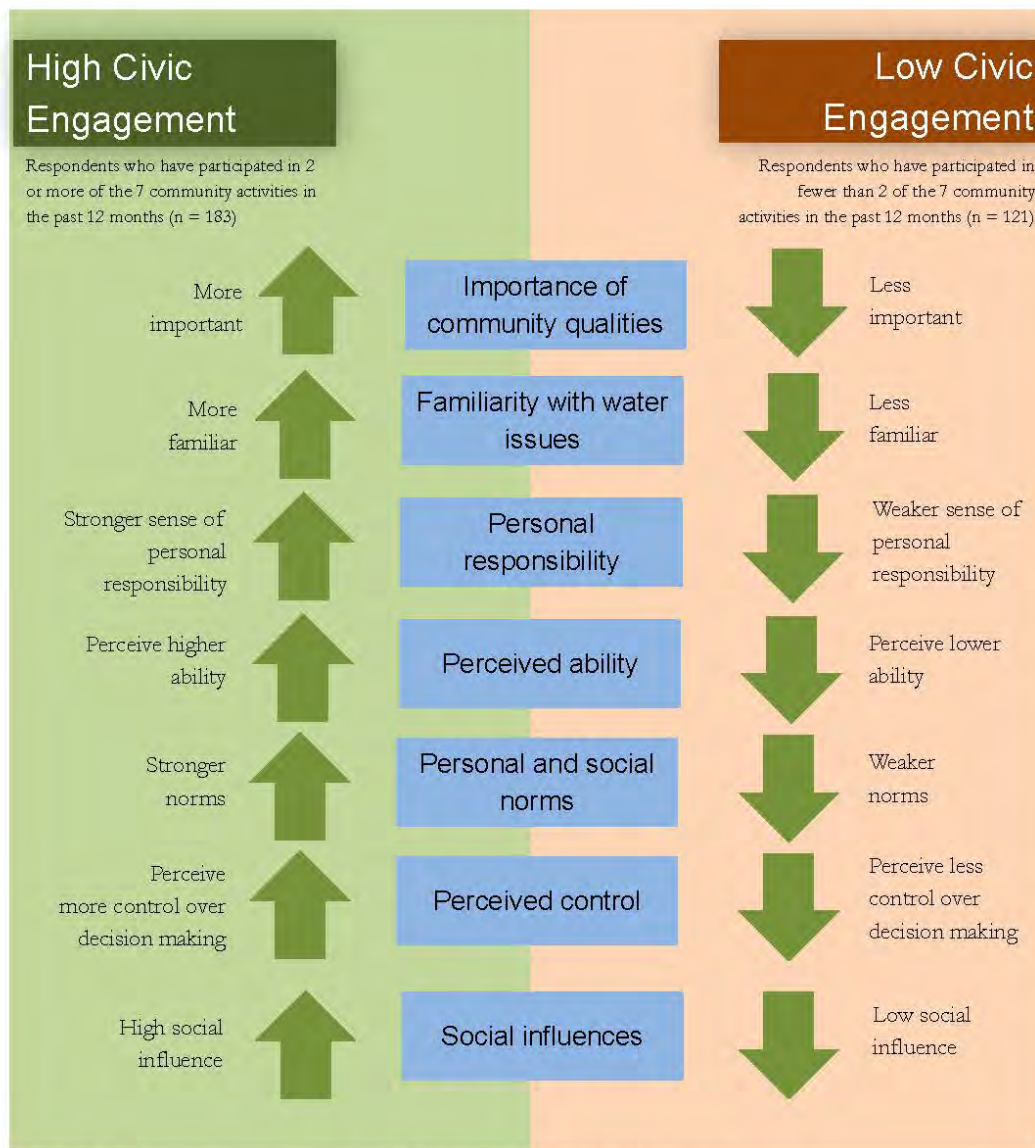 High Civic
Engagement
Respondents who have participated in 2
or more of the 7 community activities in
the past 12 months (n = 183)
Low Civic
Engagement
Respondents who have participated in
fewer than 2 of the 7 community
activities in the past 12 months (n = 121)
More
important
Importance of
community qualities
Less
important
More
familiar
Familiarity with water
issues
Less
familiar
Stronger sense of
personal
responsibility
Personal
responsibility
Weaker sense of
personal
responsibility
Perceive higher
ability
Perceived ability
Perceive lower
ability
Stronger
norms
Personal and social
norms
Weaker
norms
Perceive
more control over
decision making
Perceived control
Perceive less
control over
decision making
High social
influence
Social influences
Low social
influence